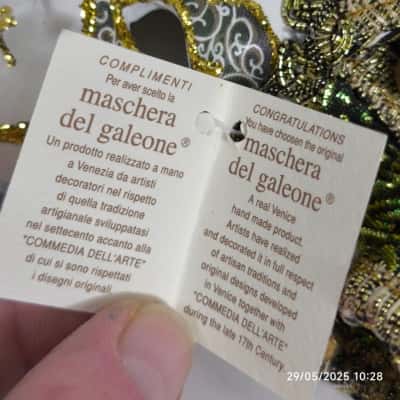 COMPLIMENTI
Per aver scelto la
maschera
del galeone®
Un prodotto realizzato a mano
a Venezia da artisti
decoratori nel rispetto
di quella tradizione
artigianale sviluppatasi
nel settecento accanto alla
"COMMEDIA DELL'ARTE"
di cui si sono rispettati
i disegni originali
CONGRATULATIONS
You have choosen the original
maschera
del galeone®
A real Venice
hand made product.
Artists have realized
and decorated it in full respect
of artisan traditions and
original designs developed
in Venice together with
"COMMEDIA DELL'ARTE"
during the late 17th Century
29/05/2025 10:28